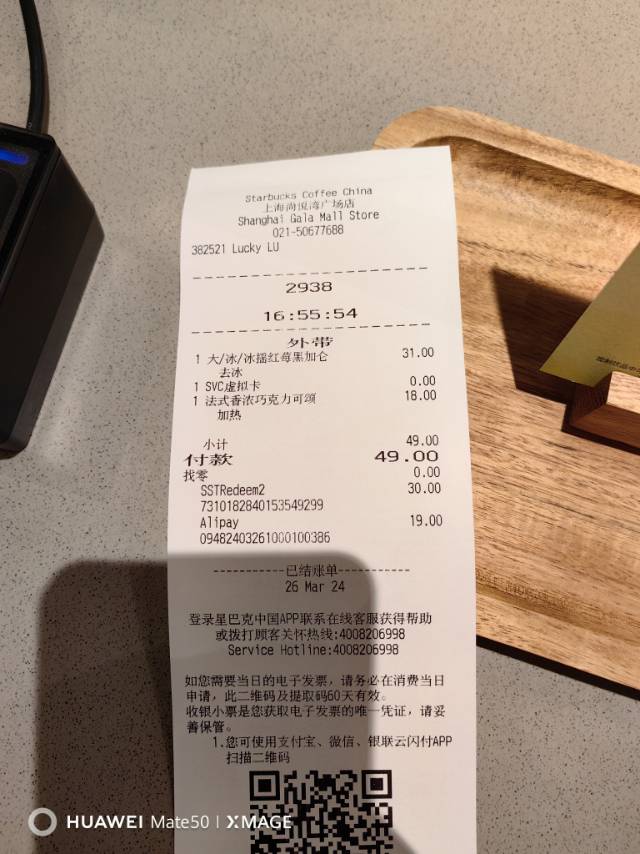 Starbucks Coffee China
上海尚悦湾广场店
Shanghai Gala Mall Store
021-50677688
382521 Lucky LU
2938
16:55:54
外带
1 大/冰/冰摇红莓黑加仑 31.00
去冰
1 SVC虚拟卡 0.00
1 法式香浓巧克力可颂 18.00
加热
小计 49.00
付款 49.00
找零 0.00
SSTRedeem2 30.00
7310182840153549299
Alipay 19.00
09482403261000100386
-----------已结账单-----------
26 Mar 24
登录星巴克中国APP联系在线客服获得帮助
或拨打顾客关怀热线:4008206998
Service Hotline:4008206998
如您需要当日的电子发票，请务必在消费当日
申请，此二维码及提取码60天有效。
收银小票是您获取电子发票的唯一凭证，请妥
善保管。
1.您可使用支付宝、微信、银联云闪付APP
扫描二维码
HUAWEI Mate50 | XMAGE